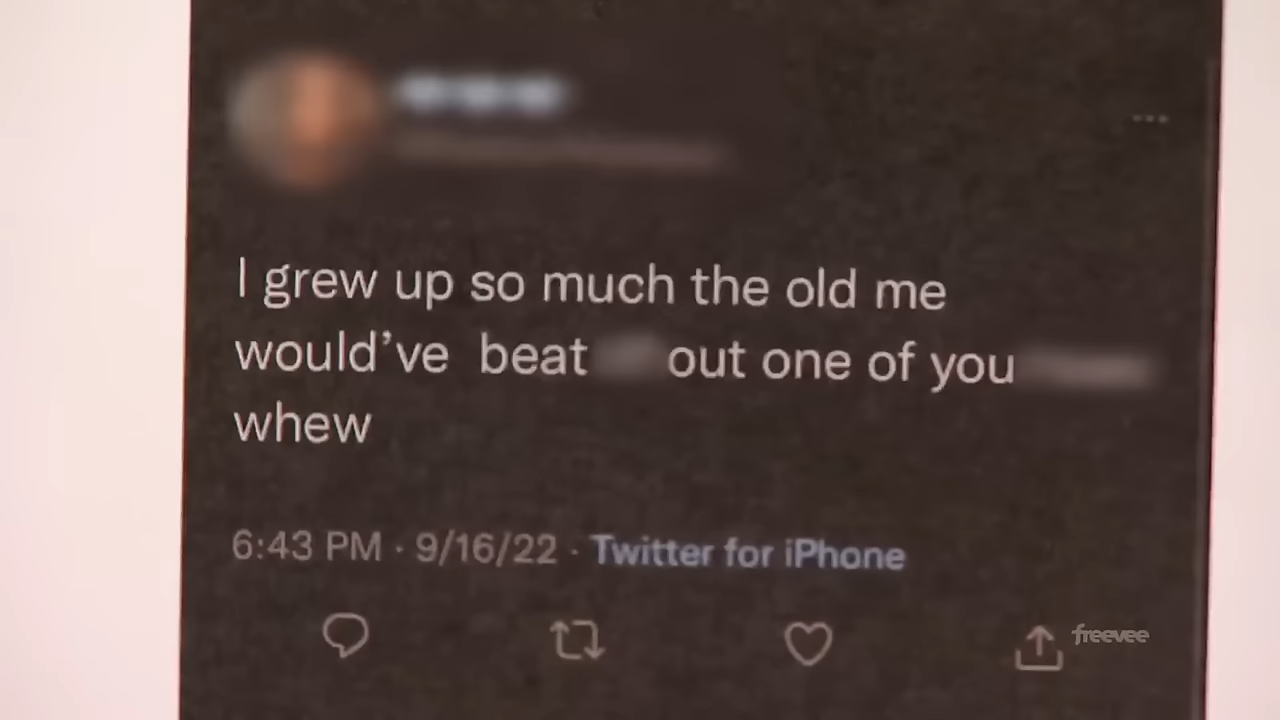 I grew up so much the old me
would've beat out one of you
whew
6:43 PM · 9/16/22 · Twitter for iPhone
freevee